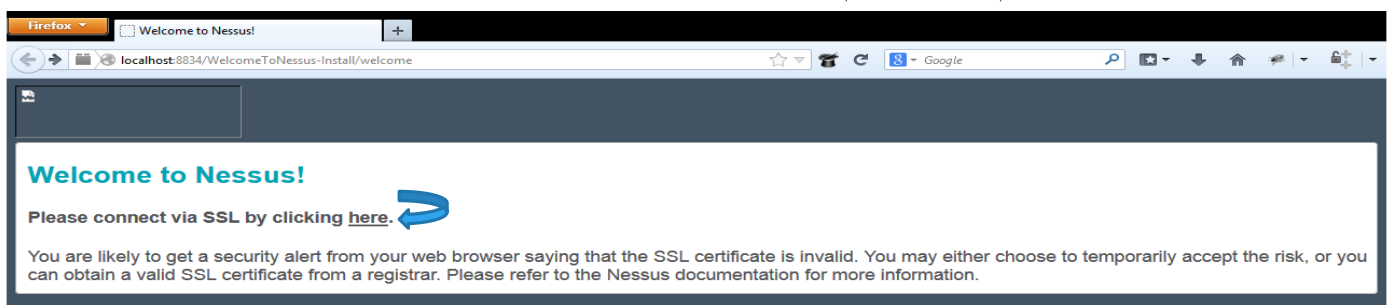 Firefox
Welcome to Nessus!
localhost:8834/WelcomeToNessus-Install/welcome
Google
Welcome to Nessus!
Please connect via SSL by clicking here.
You are likely to get a security alert from your web browser saying that the SSL certificate is invalid. You may either choose to temporarily accept the risk, or you
can obtain a valid SSL certificate from a registrar. Please refer to the Nessus documentation for more information.